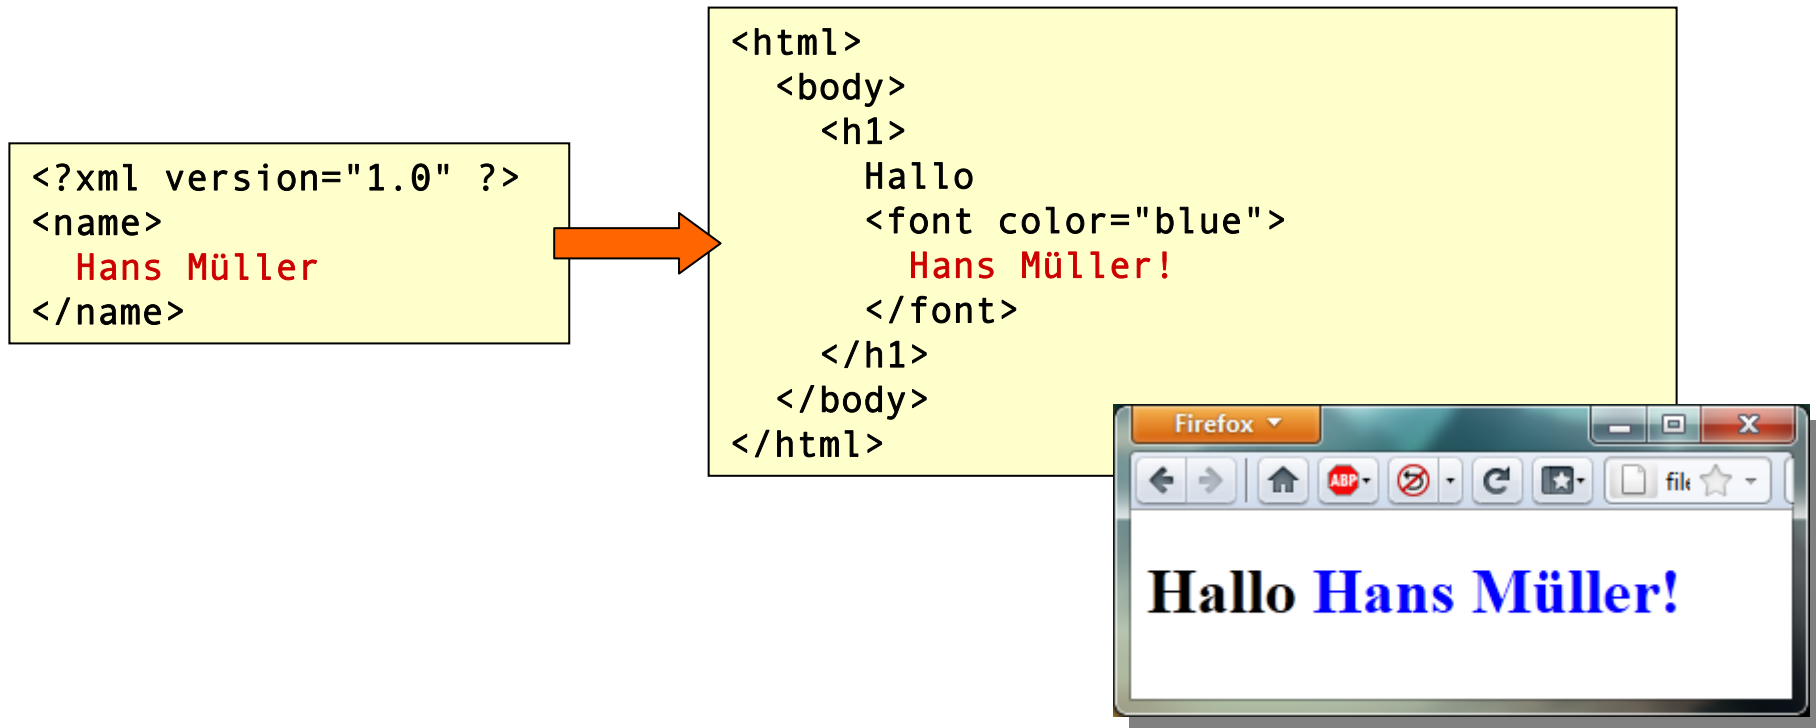 <?xml version="1.0" ?>
<name>
  Hans Müller
</name>
<html>
  <body>
    <h1>
      Hallo
      <font color="blue">
        Hans Müller!
      </font>
    </h1>
  </body>
</html>
Firefox
ABP
file
Hallo Hans Müller!